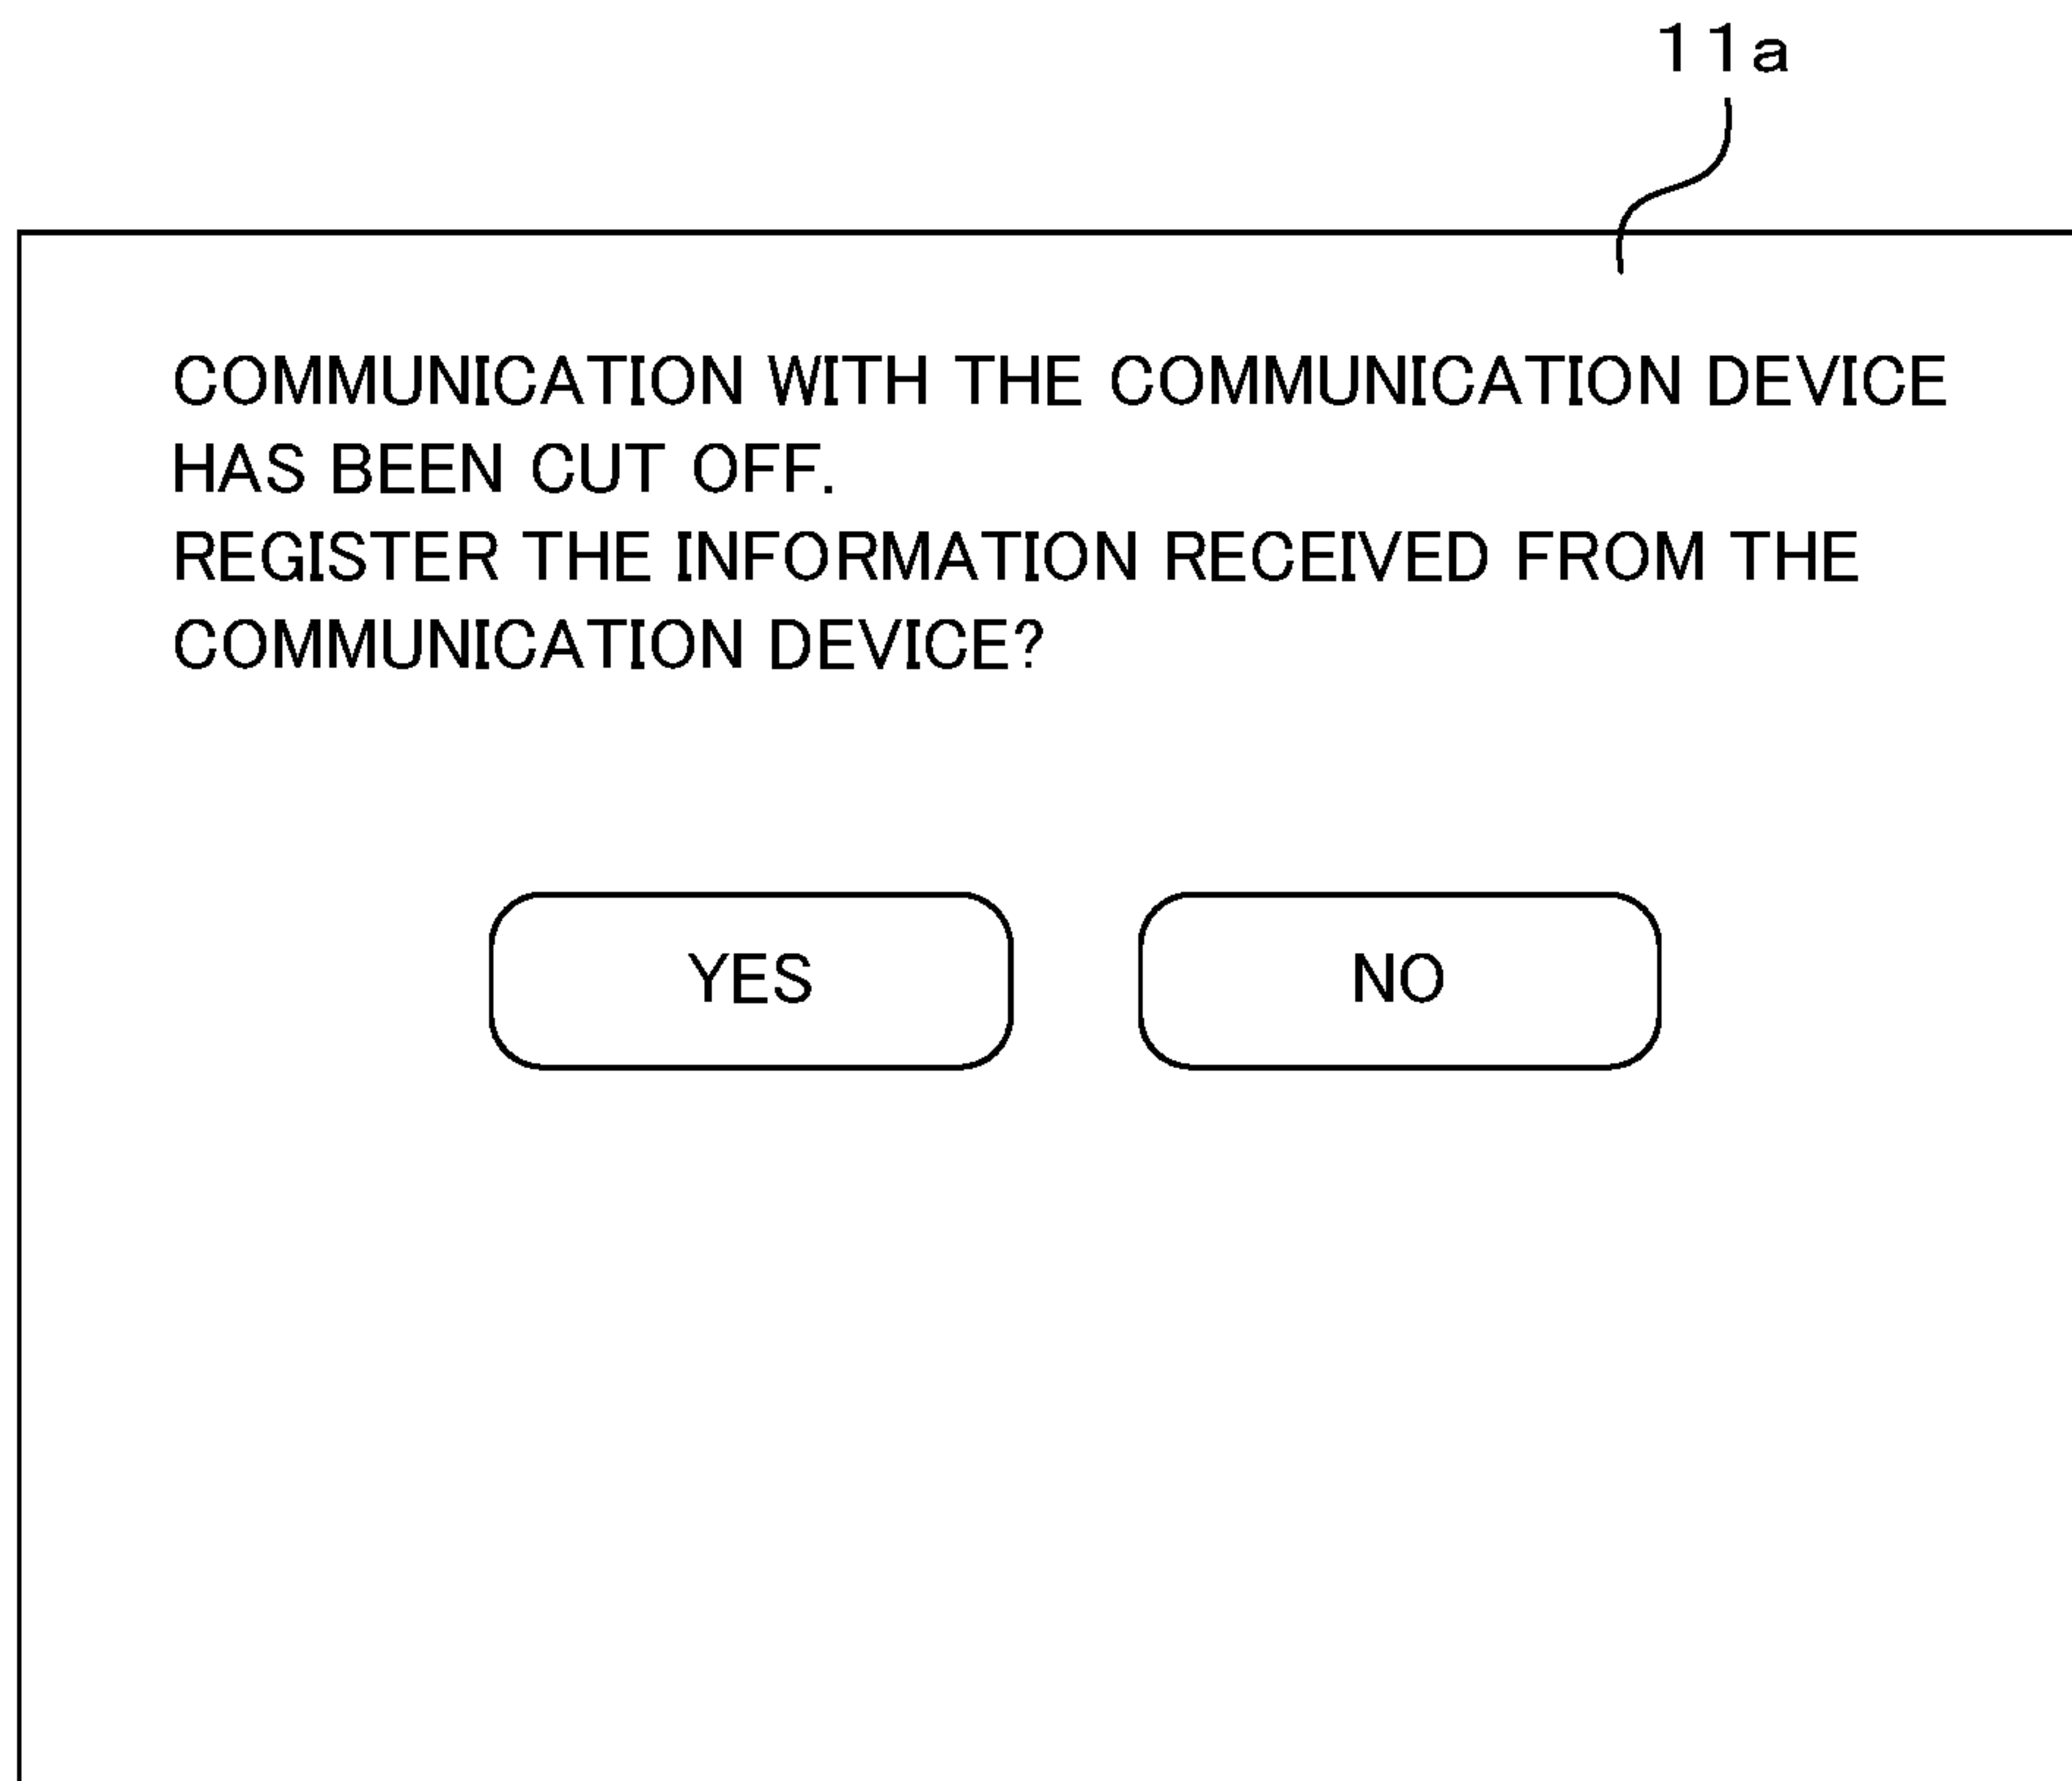 11a
COMMUNICATION WITH THE COMMUNICATION DEVICE
HAS BEEN CUT OFF.
REGISTER THE INFORMATION RECEIVED FROM THE
COMMUNICATION DEVICE?
YES
NO